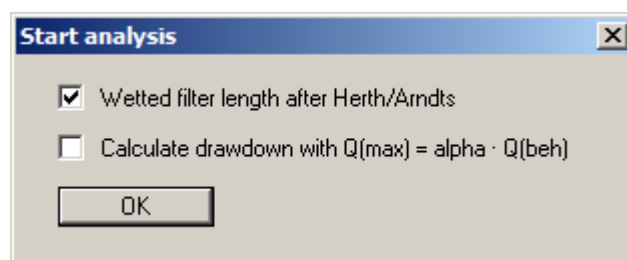 Start analysis
Wetted filter length after Herth/Arndts
Calculate drawdown with Q(max) = alpha · Q(beh)
OK